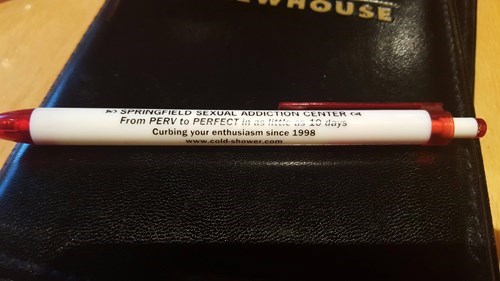 EWHOUSE
SPRINGFIELD SEXUAL ADDICTION CENTER
From PERV to PERFECT in as little as 10 days
Curbing your enthusiasm since 1998
www.cold-shower.com